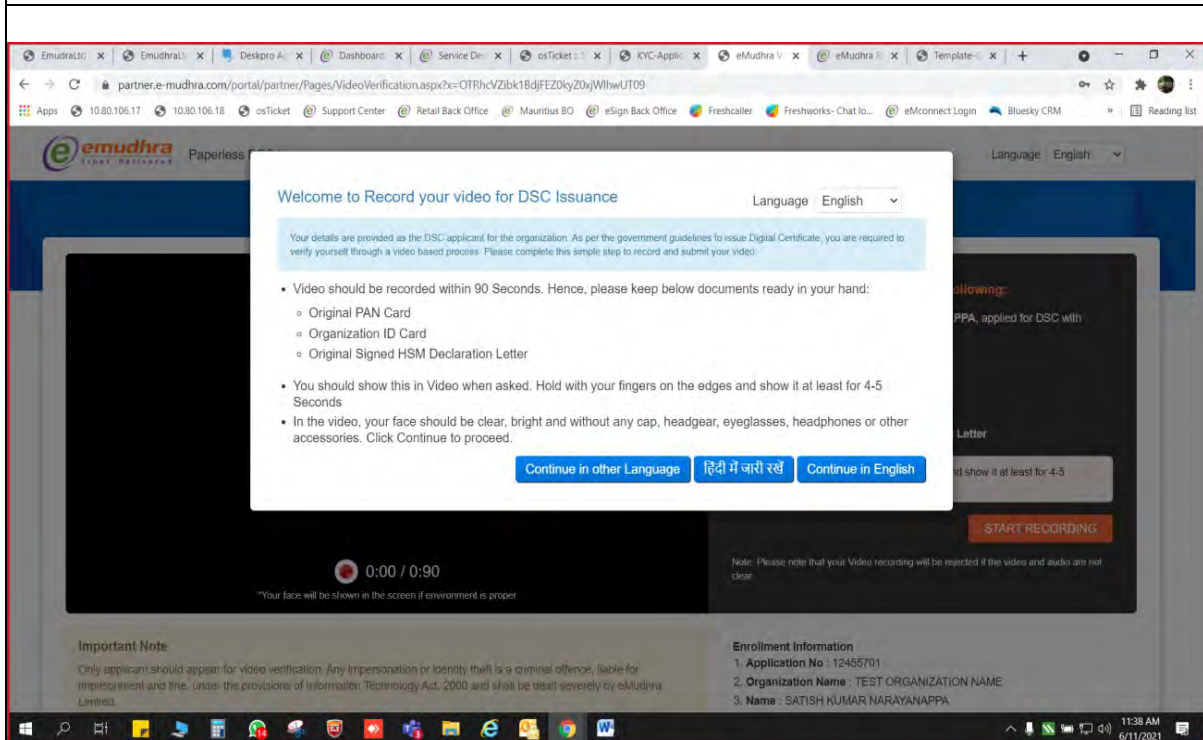 EmudraLtd
EmudhraLt
Deskpro A
Dashboard
Service Des
osTicket :: S
KYC-Applic
eMudhra V
eMudhra R
Template-C
partner.e-mudhra.com/portal/partner/Pages/VideoVerification.aspx?x=OTRhcVZibk1BdjFEZ0kyZ0xjWlhwUT09
Apps 10.80.106.17 10.80.106.18 osTicket Support Center Retail Back Office Mauritius BO eSign Back Office Freshcaller Freshworks- Chat lo... eMconnect Login Bluesky CRM » Reading list
emudhra Paperless Language English
Welcome to Record your video for DSC Issuance Language English
Your details are provided as the DSC applicant for the organization. As per the government guidelines to issue Digital Certificate, you are required to
verify yourself through a video based process. Please complete this simple step to record and submit your video.
• Video should be recorded within 90 Seconds. Hence, please keep below documents ready in your hand:
Original PAN Card
Organization ID Card
Original Signed HSM Declaration Letter
• You should show this in Video when asked. Hold with your fingers on the edges and show it at least for 4-5
Seconds
• In the video, your face should be clear, bright and without any cap, headgear, eyeglasses, headphones or other
accessories. Click Continue to proceed.
Continue in other Language हिंदी में जारी रखें Continue in English
ollowing:
PPA, applied for DSC with
Letter
nd show it at least for 4-5
START RECORDING
Note: Please note that your Video recording will be rejected if the video and audio are not
clear
0:00 / 0:90
*Your face will be shown in the screen if environment is proper
Important Note
Only applicant should appear for video verification. Any impersonation or identity theft is a criminal offence, liable for
imprisonment and fine, under the provisions of Information Technology Act, 2000 and shall be dealt severely by eMudhra
Limited.
Enrollment Information
1. Application No : 12465701
2. Organization Name : TEST ORGANIZATION NAME
3. Name : SATISH KUMAR NARAYANAPPA
11:38 AM
6/11/2021